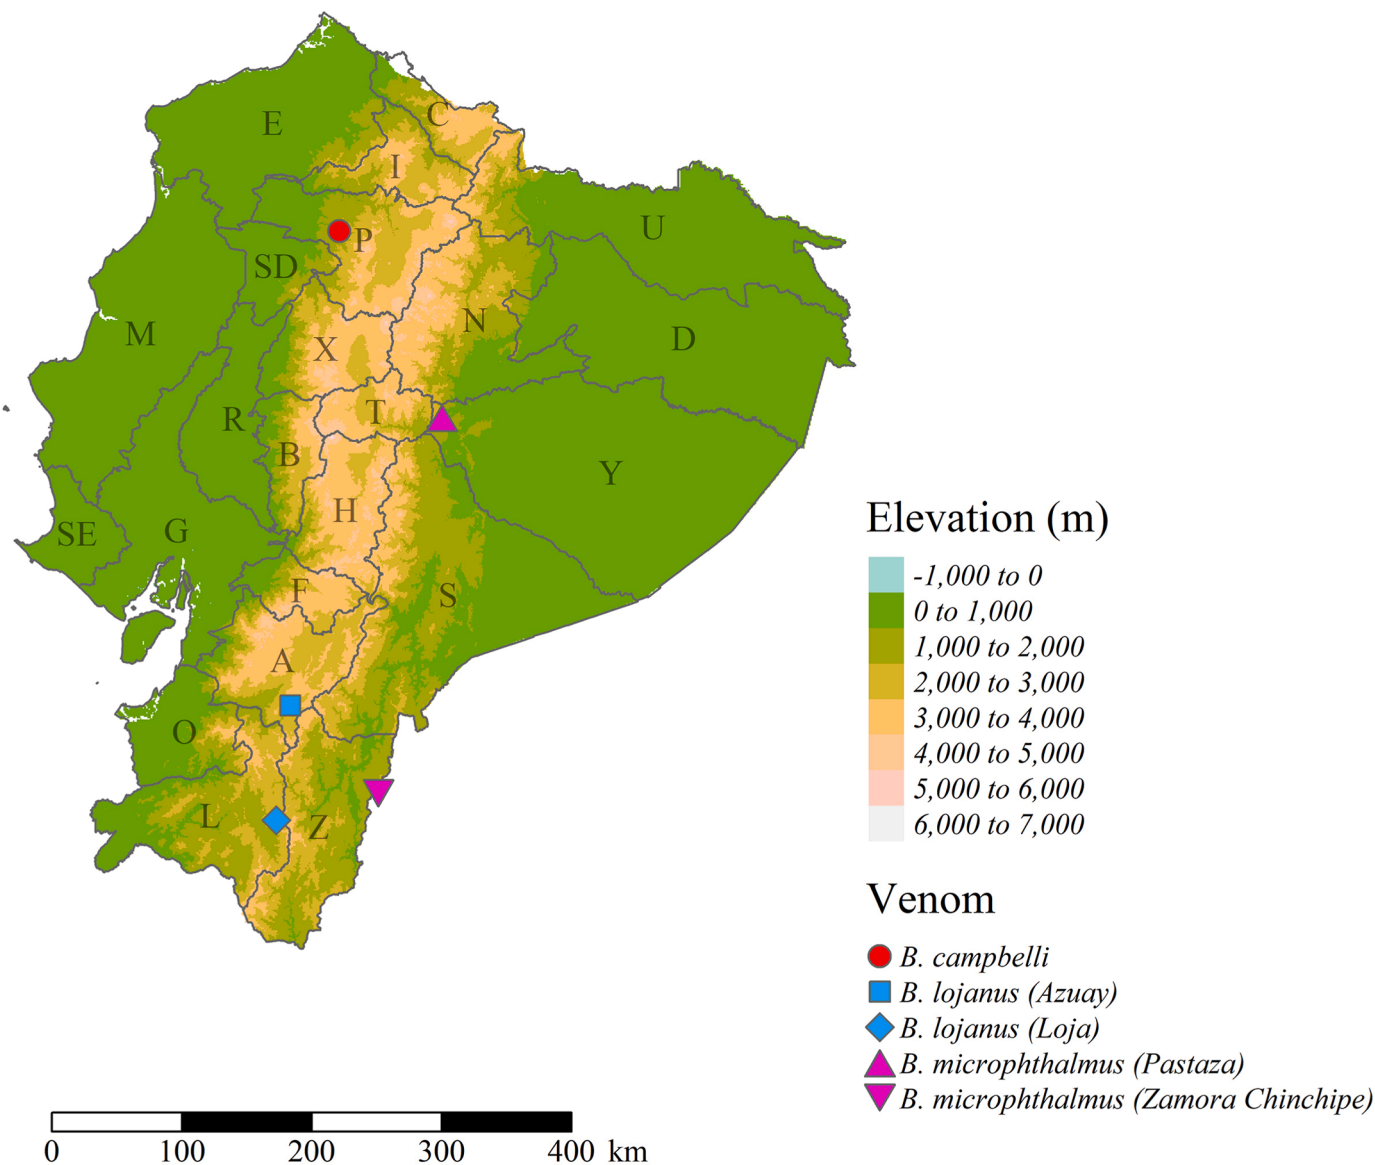 C
E
I
U
P
SD
N
M
D
X
T
R
B
Y
H
SE
G
F
S
A
O
L
Z
Elevation (m)
-1,000 to 0
0 to 1,000
1,000 to 2,000
2,000 to 3,000
3,000 to 4,000
4,000 to 5,000
5,000 to 6,000
6,000 to 7,000
Venom
B. campbelli
B. lojanus (Azuay)
B. lojanus (Loja)
B. microphthalmus (Pastaza)
B. microphthalmus (Zamora Chinchipe)
0 100 200 300 400 km